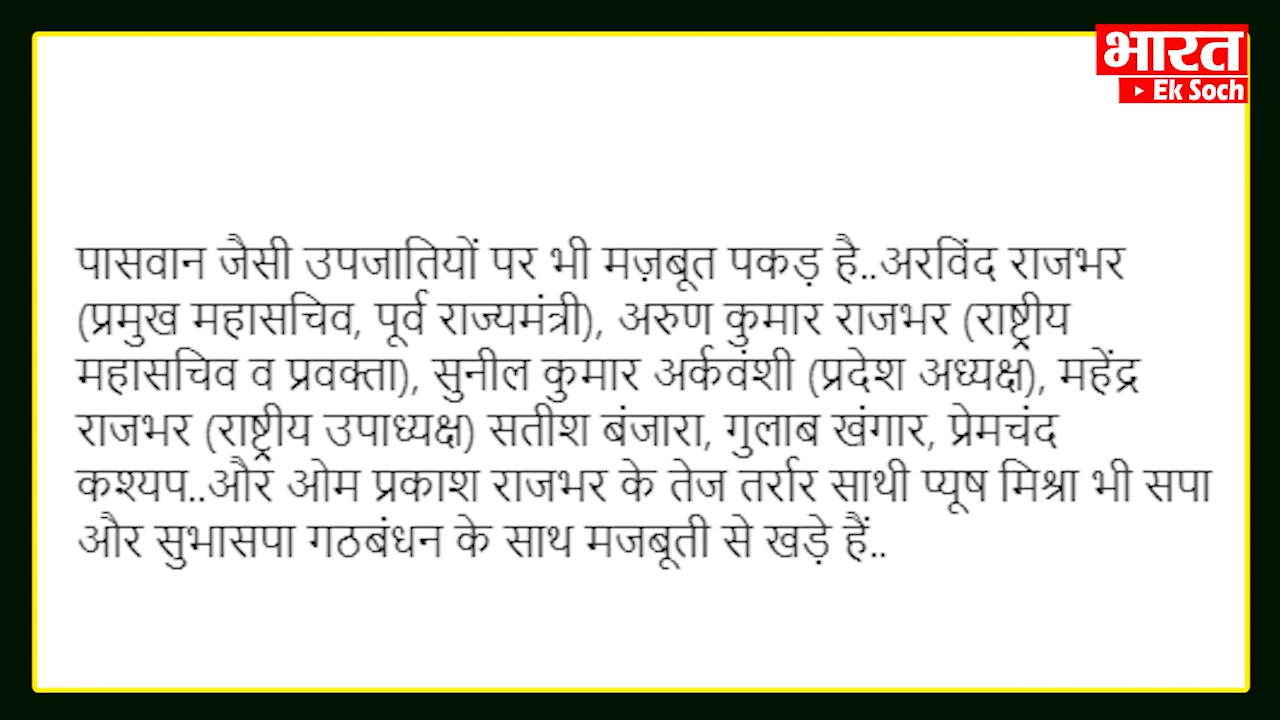 भारत
Ek Soch
पासवान जैसी उपजातियों पर भी मज़बूत पकड़ है..अरविंद राजभर
(प्रमुख महासचिव, पूर्व राज्यमंत्री), अरुण कुमार राजभर (राष्ट्रीय
महासचिव व प्रवक्ता), सुनील कुमार अर्कवंशी (प्रदेश अध्यक्ष), महेंद्र
राजभर (राष्ट्रीय उपाध्यक्ष) सतीश बंजारा, गुलाब खंगार, प्रेमचंद
कश्यप..और ओम प्रकाश राजभर के तेज तर्रार साथी प्यूष मिश्रा भी सपा
और सुभासपा गठबंधन के साथ मजबूती से खड़े हैं..